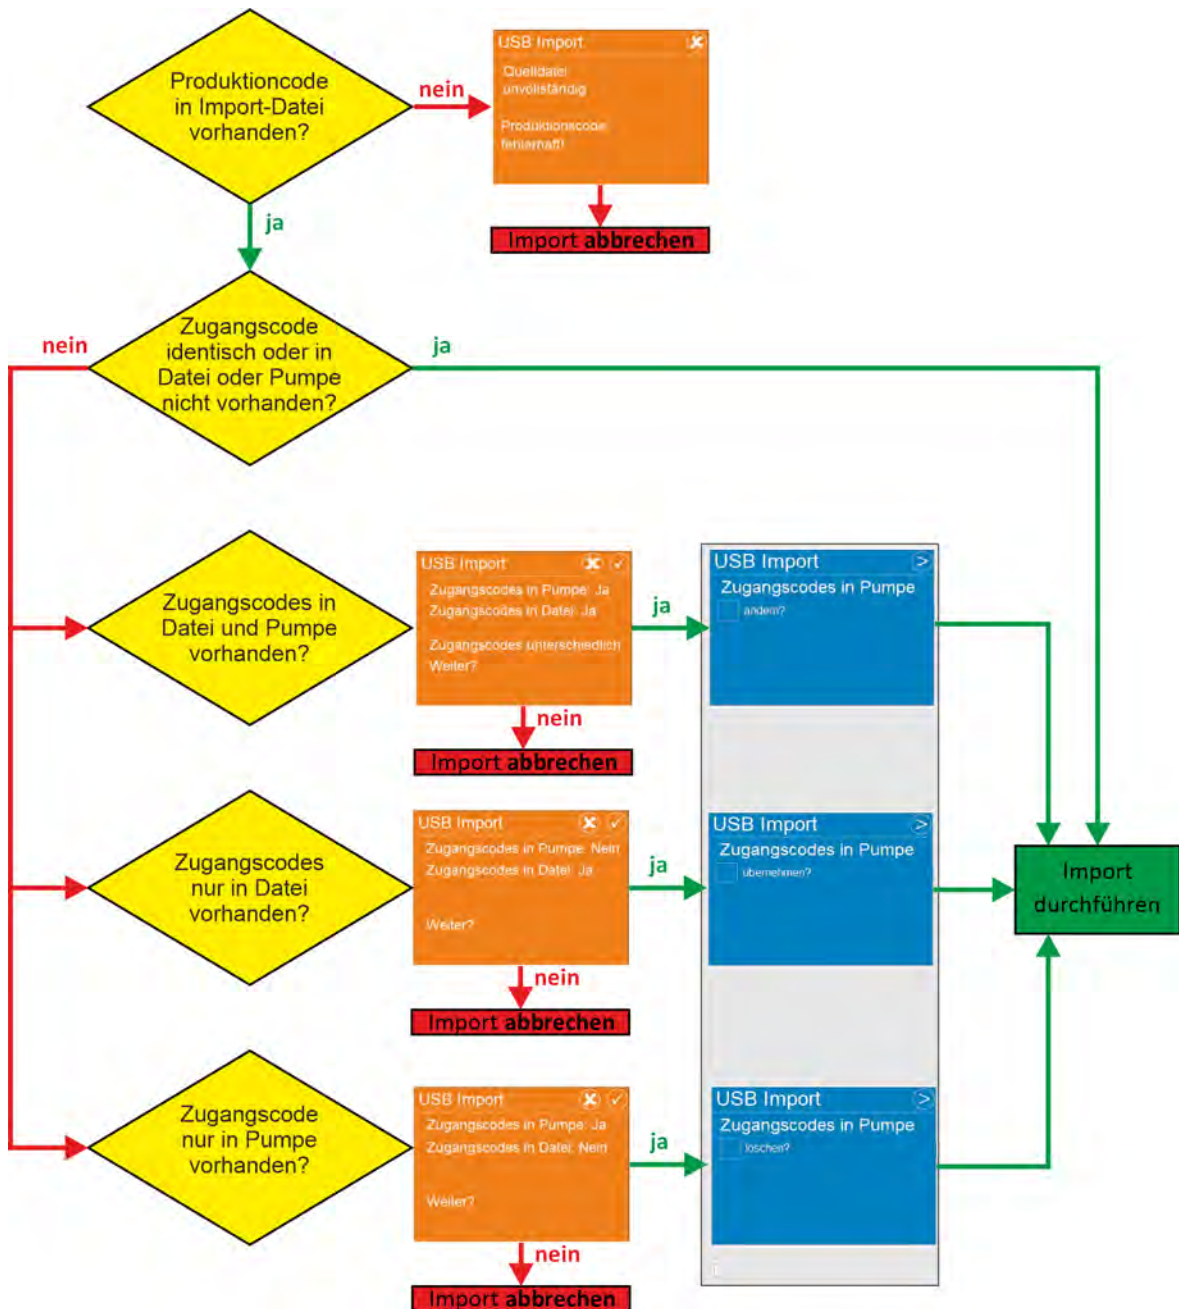 Produktioncode
in Import-Datei
vorhanden?
nein
USB Import
Quelldatei
unvollständig
Produktionscode
fehlerhaft!
Import abbrechen
ja
Zugangscode
identisch oder in
Datei oder Pumpe
nicht vorhanden?
nein
ja
Zugangscodes in
Datei und Pumpe
vorhanden?
USB Import
Zugangscodes in Pumpe: Ja
Zugangscodes in Datei: Ja
Zugangscodes unterschiedlich
Weiter?
ja
USB Import
Zugangscodes in Pumpe
ändern?
nein
Import abbrechen
Zugangscodes
nur in Datei
vorhanden?
USB Import
Zugangscodes in Pumpe: Nein
Zugangscodes in Datei: Ja
Weiter?
ja
USB Import
Zugangscodes in Pumpe
übernehmen?
Import
durchführen
nein
Import abbrechen
Zugangscode
nur in Pumpe
vorhanden?
USB Import
Zugangscodes in Pumpe: Ja
Zugangscodes in Datei: Nein
Weiter?
ja
USB Import
Zugangscodes in Pumpe
löschen?
nein
Import abbrechen